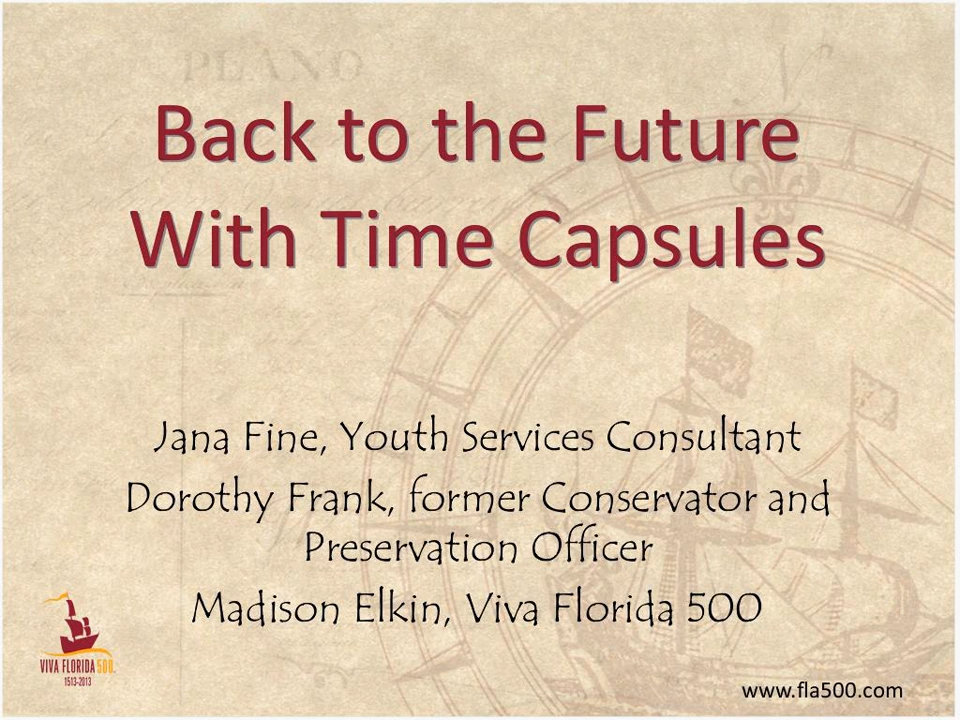 PLANO
Back to the Future
With Time Capsules
Jana Fine, Youth Services Consultant
Dorothy Frank, former Conservator and
Preservation Officer
Madison Elkin, Viva Florida 500
VIVA FLORIDA 500.
1513-2013
www.fla500.com